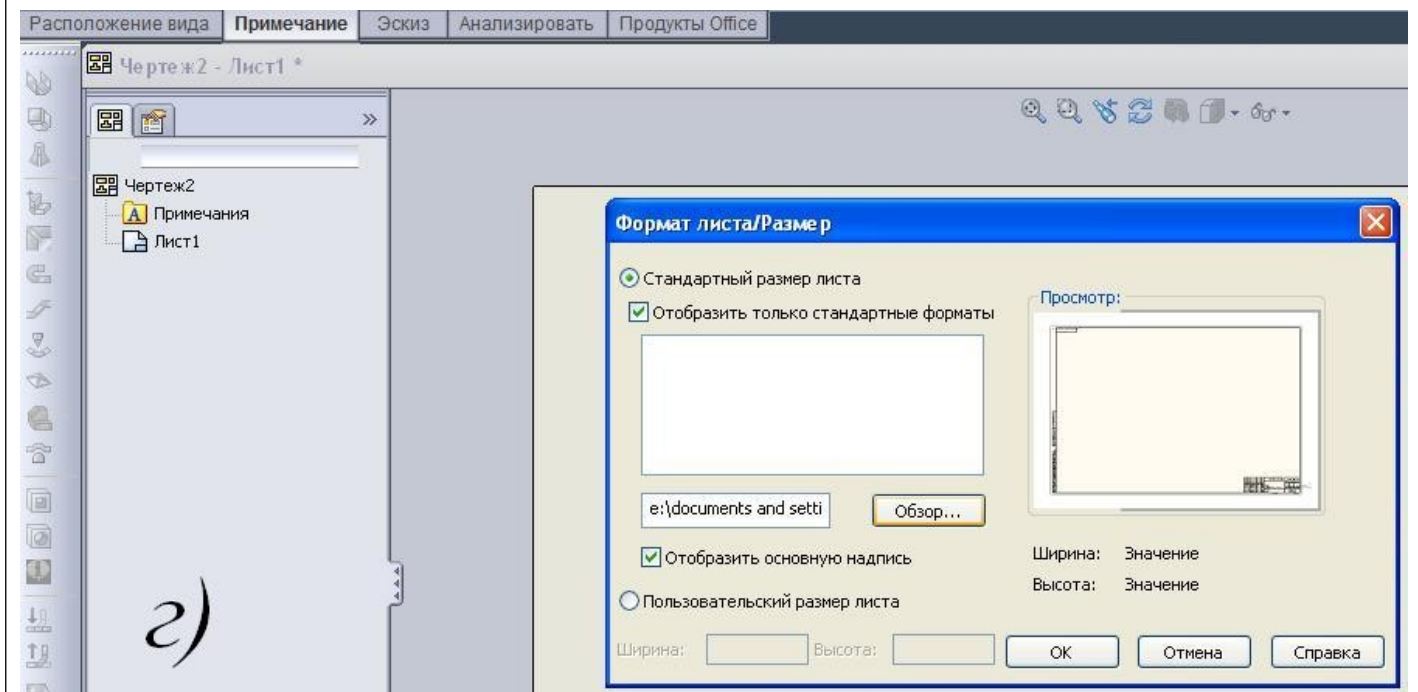 Расположение вида Примечание Эскиз Анализировать Продукты Office
Чертеж2 - Лист1 *
»
Чертеж2
A Примечания
Лист1
Формат листа/Размер
Стандартный размер листа
Отобразить только стандартные форматы
Просмотр:
e:\documents and setti
Обзор...
Отобразить основную надпись
Ширина: Значение
Высота: Значение
Пользовательский размер листа
Ширина: Высота:
OK Отмена Справка
г)